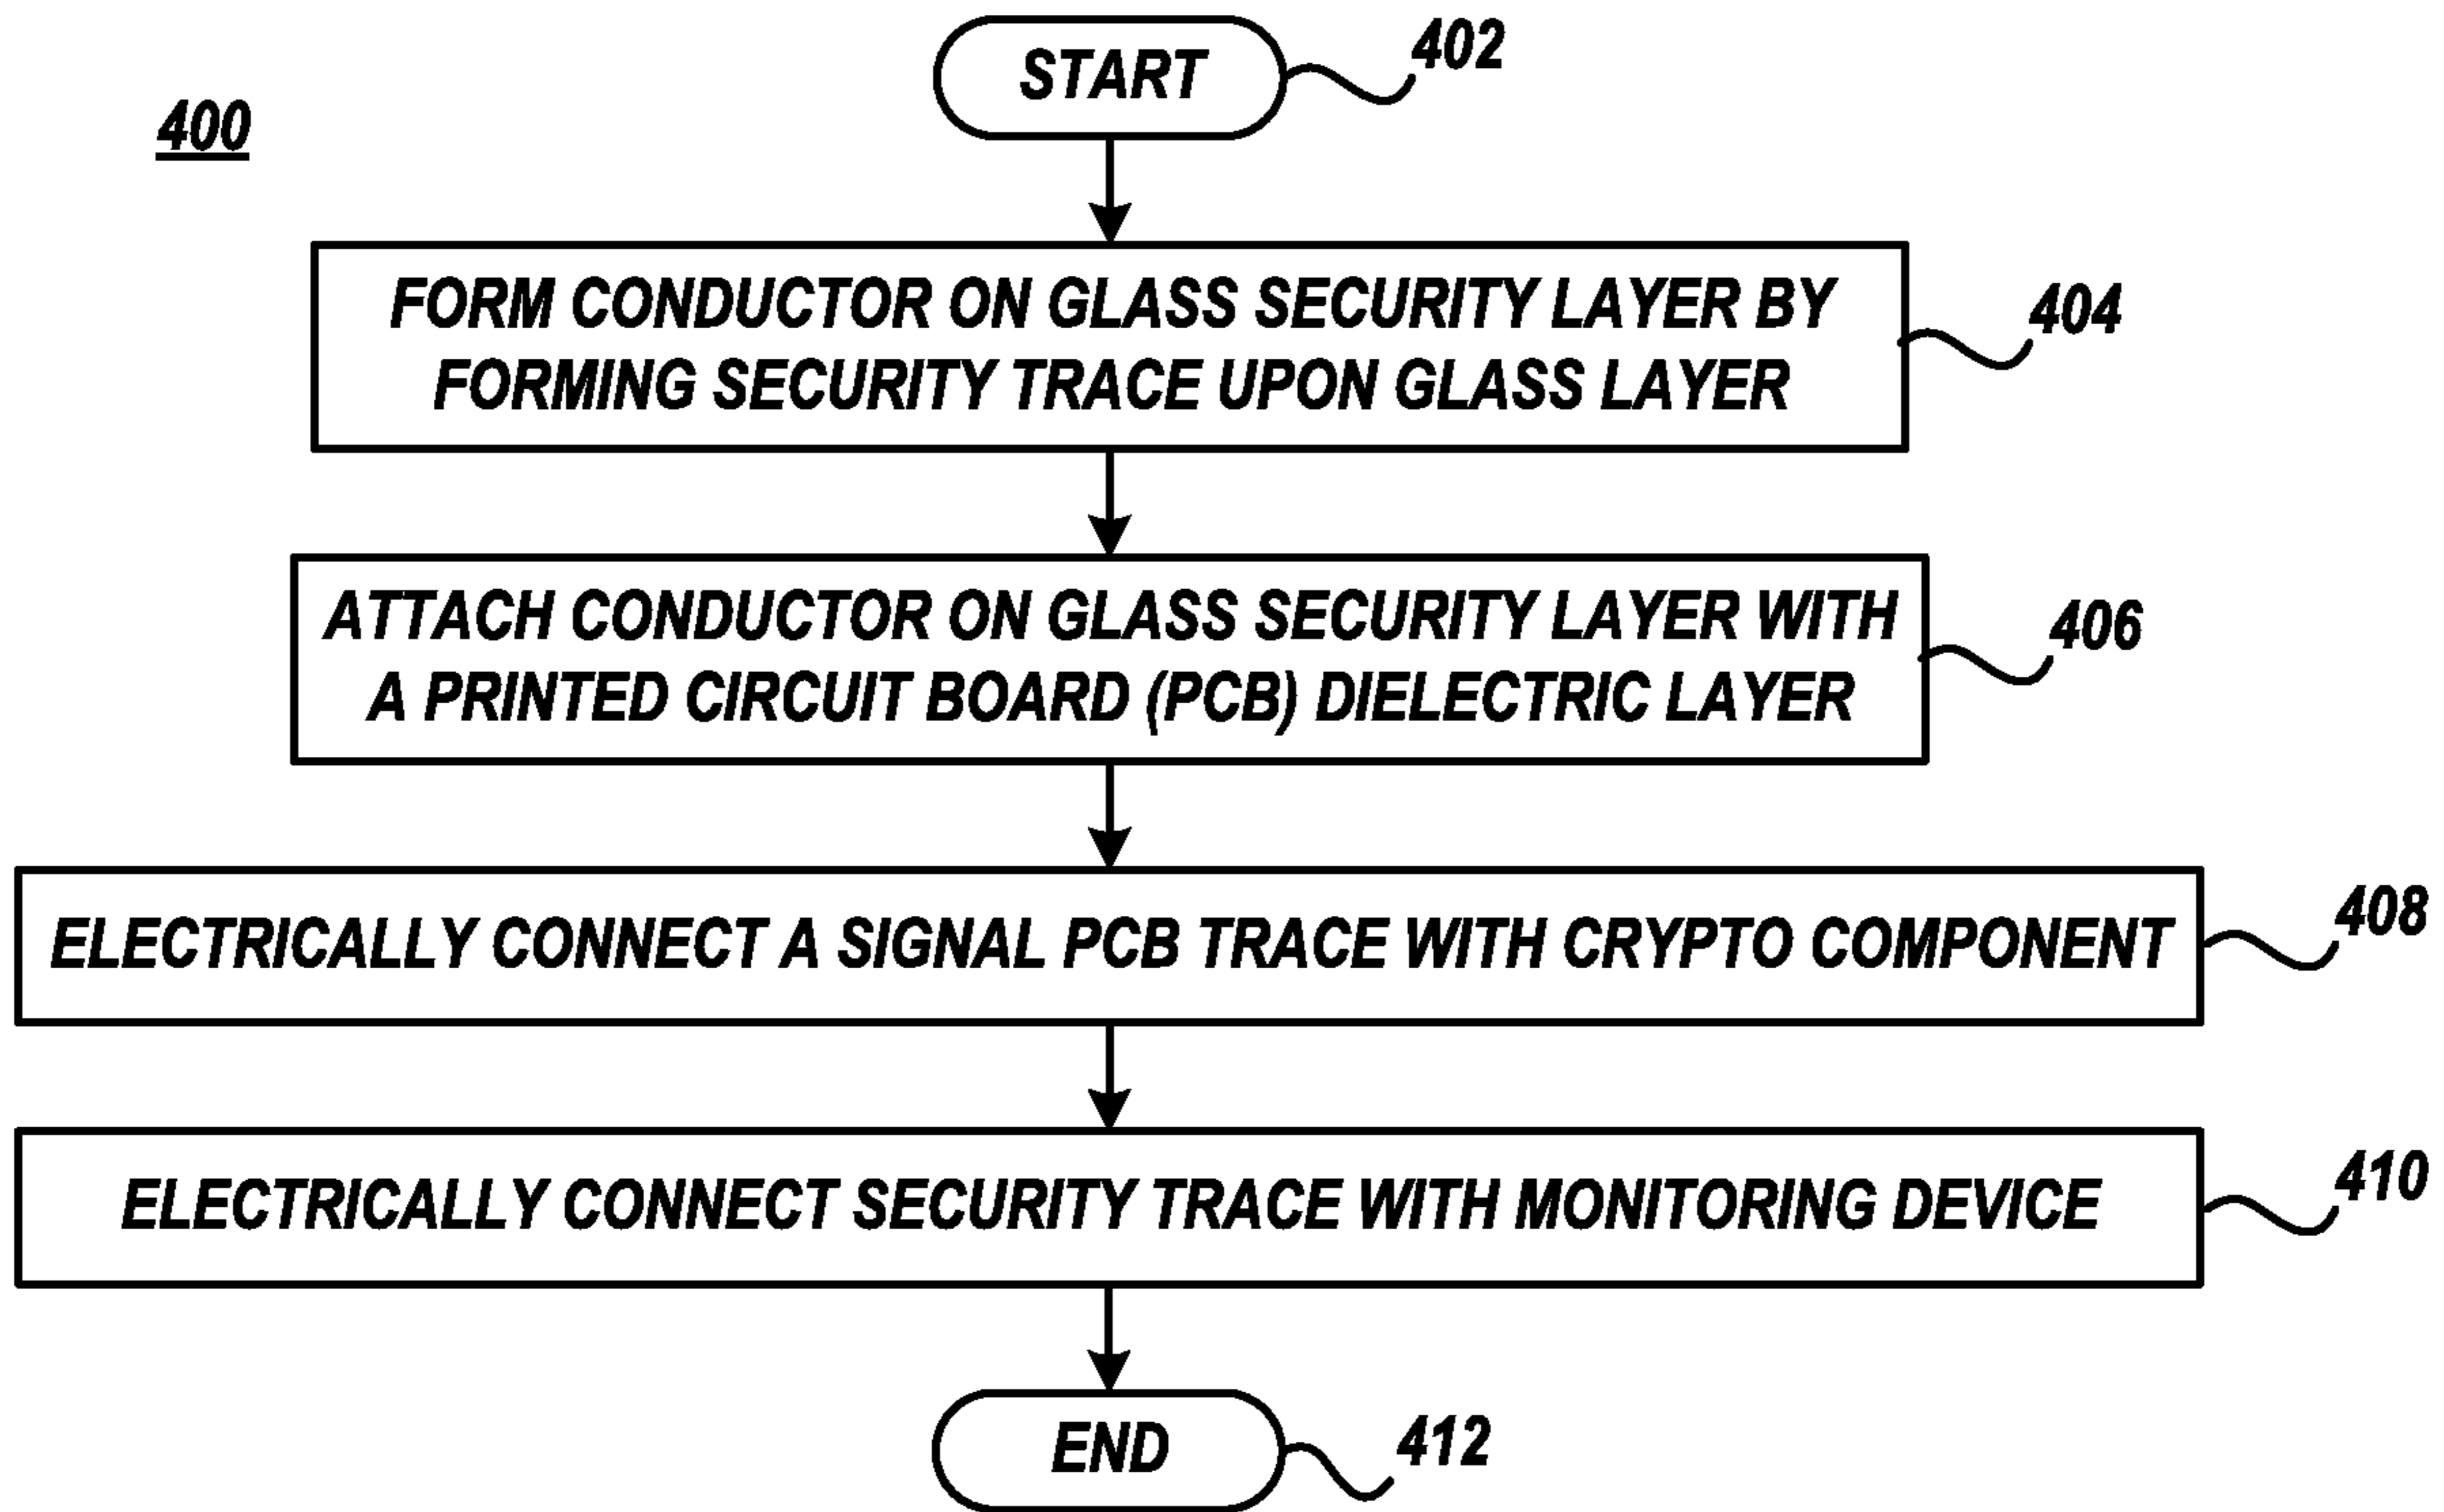 400
START
402
FORM CONDUCTOR ON GLASS SECURITY LAYER BY
FORMING SECURITY TRACE UPON GLASS LAYER
404
ATTACH CONDUCTOR ON GLASS SECURITY LAYER WITH
A PRINTED CIRCUIT BOARD (PCB) DIELECTRIC LAYER
406
ELECTRICALLY CONNECT A SIGNAL PCB TRACE WITH CRYPTO COMPONENT
408
ELECTRICALLY CONNECT SECURITY TRACE WITH MONITORING DEVICE
410
END
412